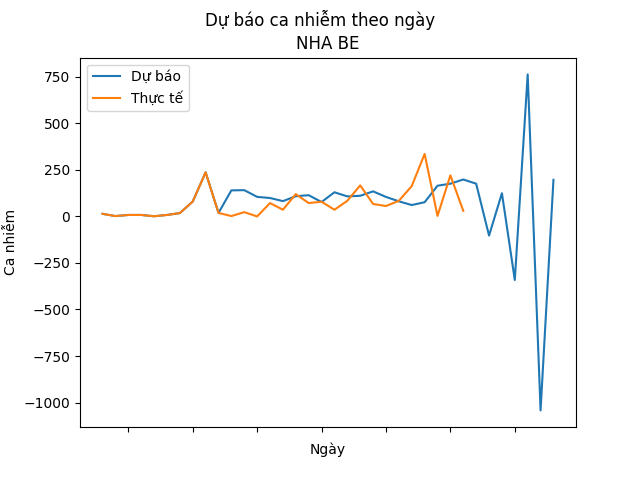 Dự báo ca nhiễm theo ngày
NHA BE
Dự báo
Thực tế
750
500
250
0
−250
−500
−750
−1000
Ca nhiễm
Ngày